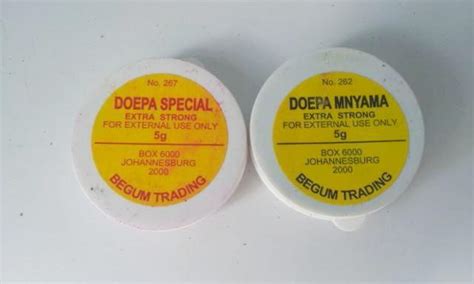 No. 267
DOEPA SPECIAL
EXTRA STRONG
FOR EXTERNAL USE ONLY
5g
BOX 6000
JOHANNESBURG
2000
BEGUM TRADING
No. 262
DOEPA MNYAMA
EXTRA STRONG
FOR EXTERNAL USE ONLY
5g
BOX 6000
JOHANNESBURG
2000
BEGUM TRADING